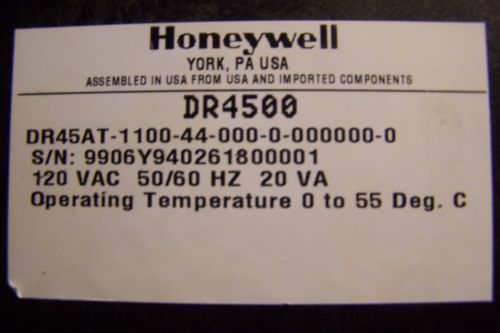 Honeywell
YORK, PA USA
ASSEMBLED IN USA FROM USA AND IMPORTED COMPONENTS
DR4500
DR45AT-1100-44-000-0-000000-0
S/N: 9906Y940261800001
120 VAC 50/60 HZ 20 VA
Operating Temperature 0 to 55 Deg. C